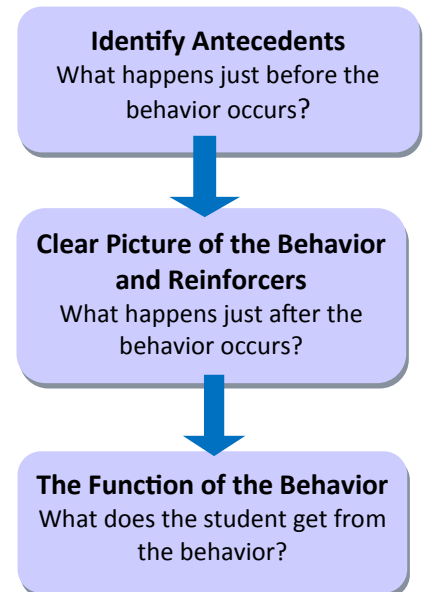 Identify Antecedents
What happens just before the
behavior occurs?
Clear Picture of the Behavior
and Reinforcers
What happens just after the
behavior occurs?
The Function of the Behavior
What does the student get from
the behavior?